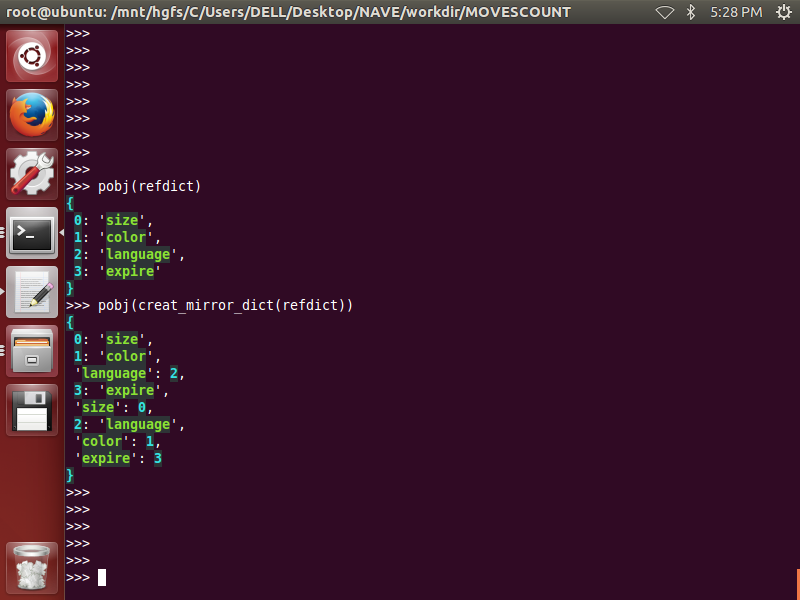 root@ubuntu: /mnt/hgfs/C/Users/DELL/Desktop/NAVE/workdir/MOVESCOUNT 5:28 PM
>>>
>>>
>>>
>>>
>>>
>>>
>>>
>>>
>>>
>>> pobj(refdict)
{
0: 'size',
1: 'color',
2: 'language',
3: 'expire'
}
>>> pobj(creat_mirror_dict(refdict))
{
0: 'size',
1: 'color',
'language': 2,
3: 'expire',
'size': 0,
2: 'language',
'color': 1,
'expire': 3
}
>>>
>>>
>>>
>>>
>>>
>>>